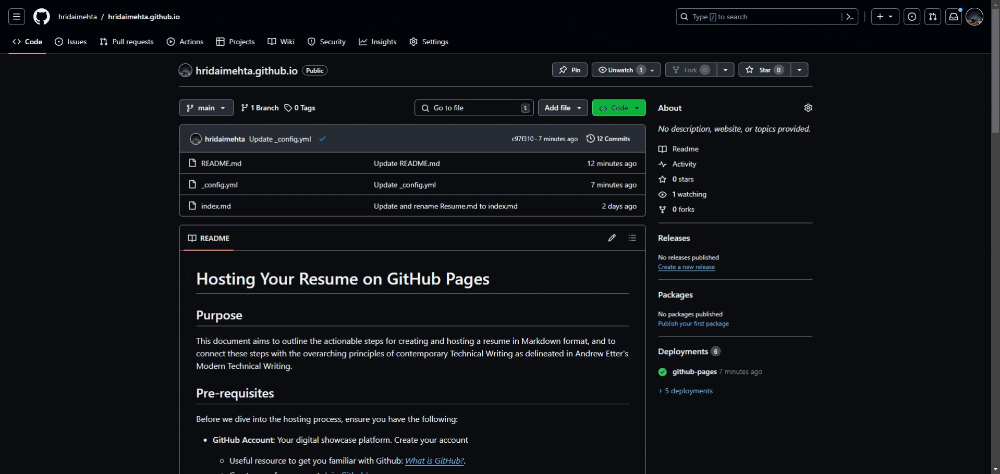 hridaimehta / hridaimehta.github.io
Type / to search
Code Issues Pull requests Actions Projects Wiki Security Insights Settings
hridaimehta.github.io Public
Pin Unwatch 1 Fork 0 Star 0
main 1 Branch 0 Tags Go to file t Add file Code
hridaimehta Update _config.yml c97f310 · 7 minutes ago 12 Commits
README.md Update README.md 12 minutes ago
_config.yml Update _config.yml 7 minutes ago
index.md Update and rename Resume.md to index.md 2 days ago
README
Hosting Your Resume on GitHub Pages
Purpose
This document aims to outline the actionable steps for creating and hosting a resume in Markdown format, and to
connect these steps with the overarching principles of contemporary Technical Writing as delineated in Andrew Etter's
Modern Technical Writing.
Pre-requisites
Before we dive into the hosting process, ensure you have the following:
• GitHub Account: Your digital showcase platform. Create your account
Useful resource to get you familiar with Github: What is GitHub?.
About
No description, website, or topics provided.
Readme
Activity
0 stars
1 watching
0 forks
Releases
No releases published
Create a new release
Packages
No packages published
Publish your first package
Deployments 6
github-pages 7 minutes ago
+ 5 deployments